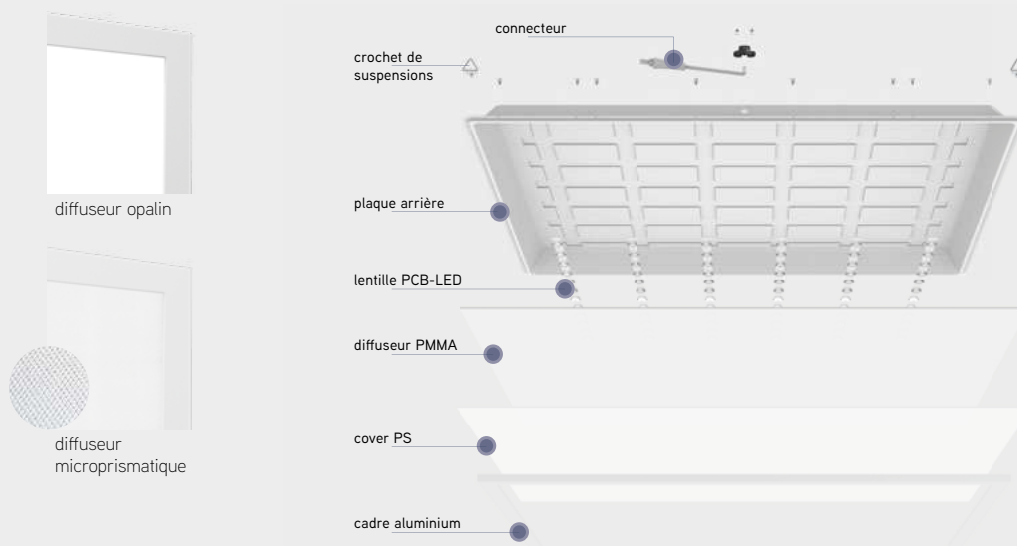 diffuseur opalin
diffuseur
microprismatique
connecteur
crochet de
suspensions
plaque arrière
lentille PCB-LED
diffuseur PMMA
cover PS
cadre aluminium